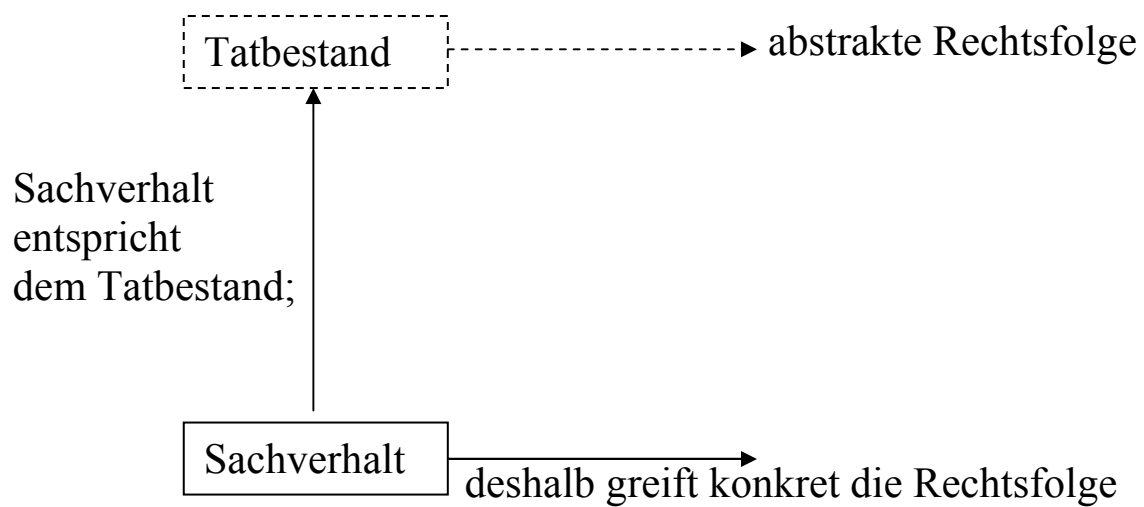 Tatbestand
abstrakte Rechtsfolge
Sachverhalt
entspricht
dem Tatbestand;
Sachverhalt
deshalb greift konkret die Rechtsfolge